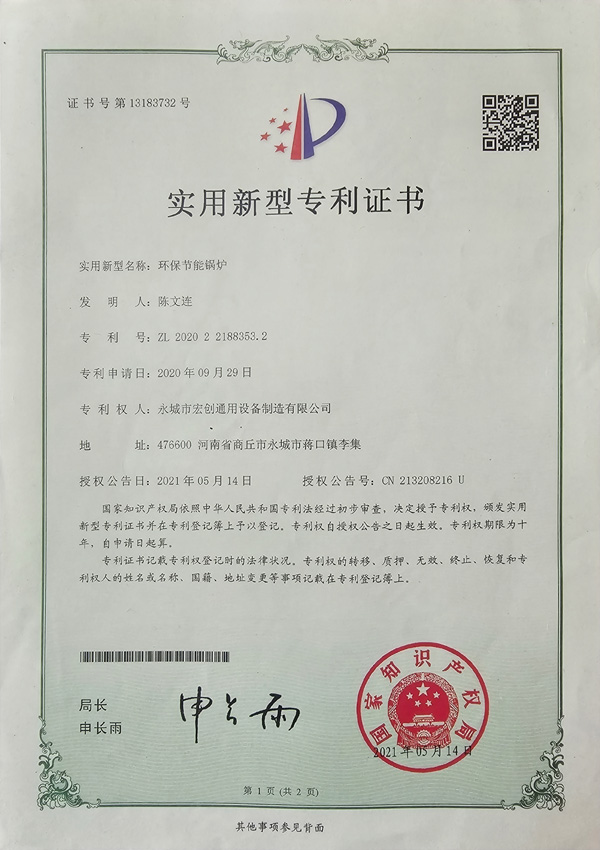 证书号第13183732号
实用新型专利证书
实用新型名称：环保节能锅炉
发明人：陈文连
专利号：ZL 2020 2 2188353.2
专利申请日：2020年09月29日
专利权人：永城市宏创通用设备制造有限公司
地址：476600 河南省商丘市永城市蒋口镇李集
授权公告日：2021年05月14日 授权公告号：CN 213208216 U
国家知识产权局依照中华人民共和国专利法经过初步审查，决定授予专利权，颁发实用
新型专利证书并在专利登记簿上予以登记。专利权自授权公告之日起生效。专利权期限为十
年，自申请日起算。
专利证书记载专利权登记时的法律状况。专利权的转移、质押、无效、终止、恢复和专
利权人的姓名或名称、国籍、地址变更等事项记载在专利登记簿上。
局长
申长雨
申长雨
国家知识产权局
2021年05月14日
第1页(共2页)
其他事项参见背面